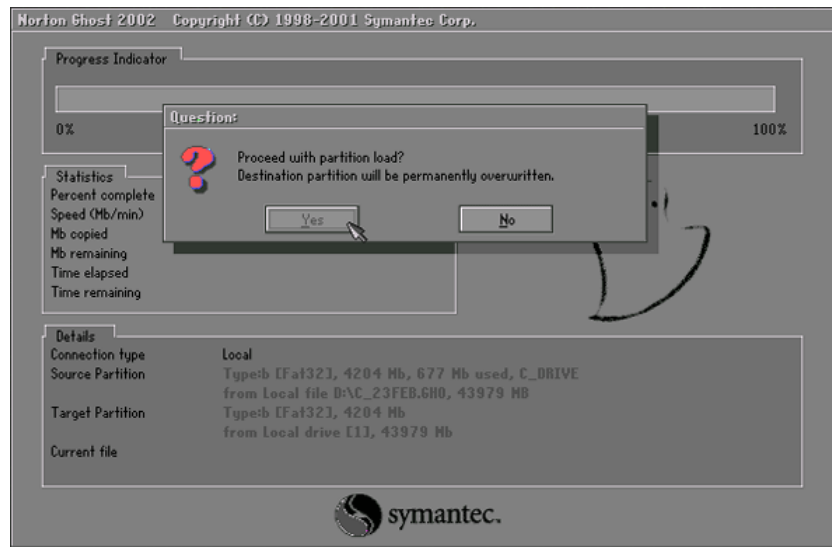 Norton Ghost 2002 Copyright (C) 1998-2001 Symantec Corp.
Progress Indicator
0% 100%
Question:
Proceed with partition load?
Destination partition will be permanently overwritten.
Yes No
Statistics
Percent complete
Speed (Mb/min)
Mb copied
Mb remaining
Time elapsed
Time remaining
Details
Connection type Local
Source Partition Type:b [Fat32], 4204 Mb, 677 Mb used, C_DRIVE
from Local file D:\C_23FEB.GHO, 43979 MB
Target Partition Type:b [Fat32], 4204 Mb
from Local drive [1], 43979 Mb
Current file
symantec.